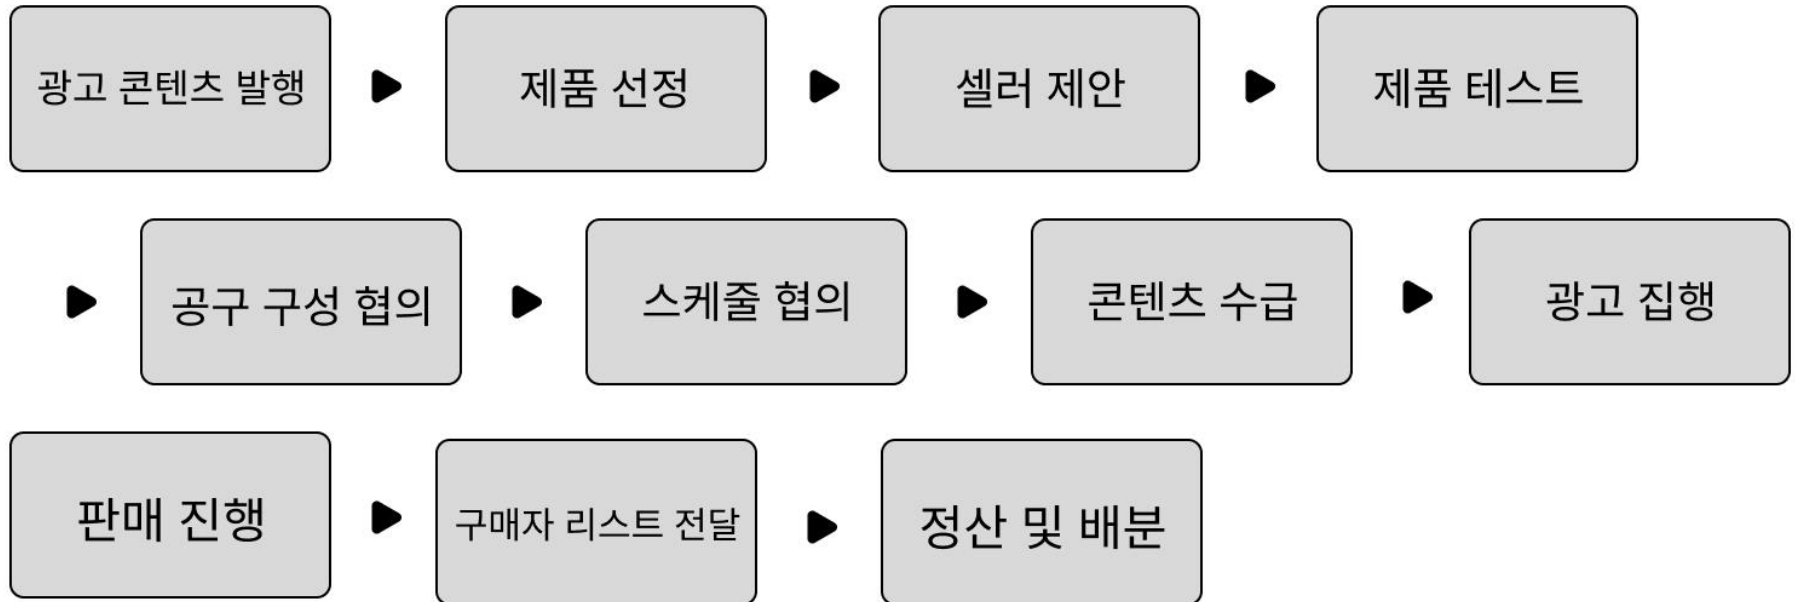 광고 콘텐츠 발행
제품 선정
셀러 제안
제품 테스트
공구 구성 협의
스케줄 협의
콘텐츠 수급
광고 집행
판매 진행
구매자 리스트 전달
정산 및 배분